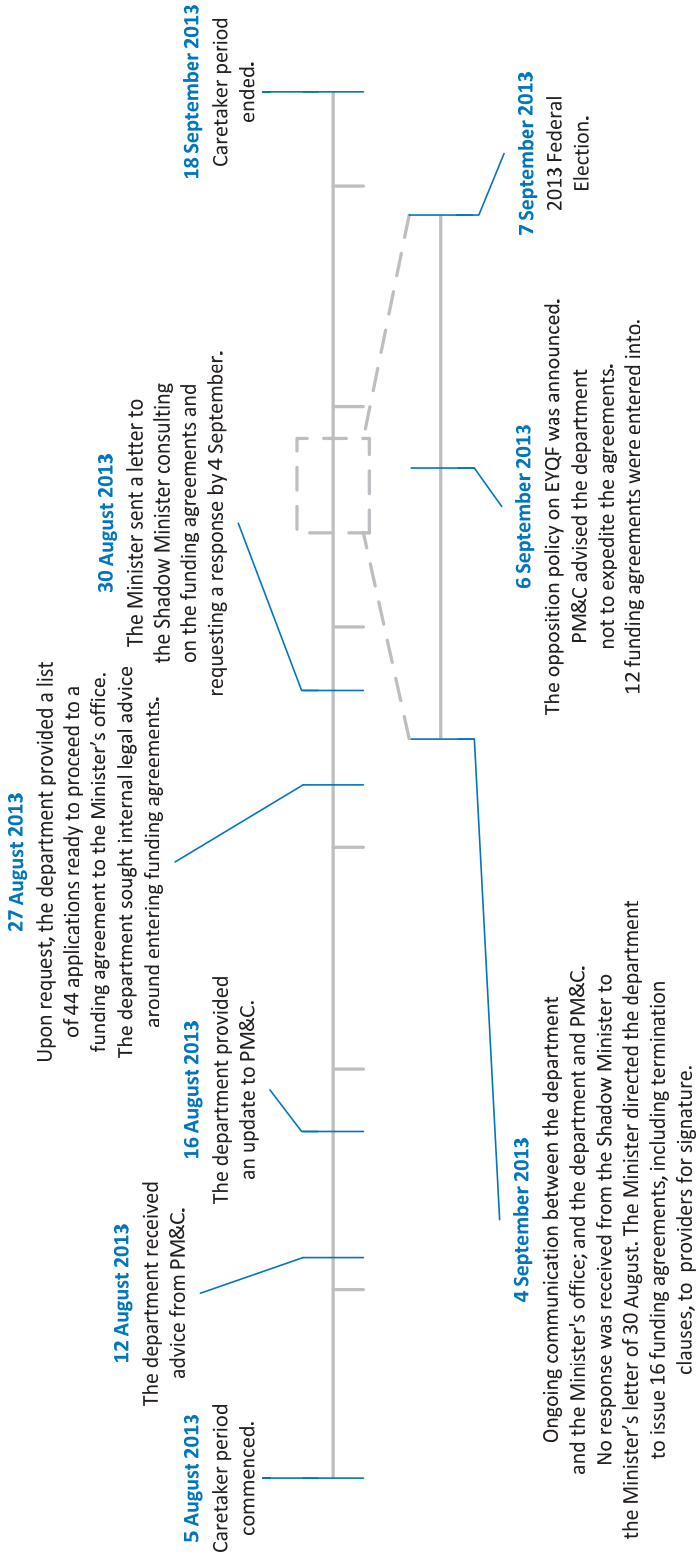 5 August 2013
Caretaker period
commenced.
12 August 2013
The department received
advice from PM&C.
16 August 2013
The department provided
an update to PM&C.
27 August 2013
Upon request, the department provided a list
of 44 applications ready to proceed to a
funding agreement to the Minister’s office.
The department sought internal legal advice
around entering funding agreements.
30 August 2013
The Minister sent a letter to
the Shadow Minister consulting
on the funding agreements and
requesting a response by 4 September.
18 September 2013
Caretaker period
ended.
4 September 2013
Ongoing communication between the department
and the Minister's office; and the department and PM&C.
No response was received from the Shadow Minister to
the Minister’s letter of 30 August. The Minister directed the department
to issue 16 funding agreements, including termination
clauses, to providers for signature.
6 September 2013
The opposition policy on EYQF was announced.
PM&C advised the department
not to expedite the agreements.
12 funding agreements were entered into.
7 September 2013
2013 Federal
Election.